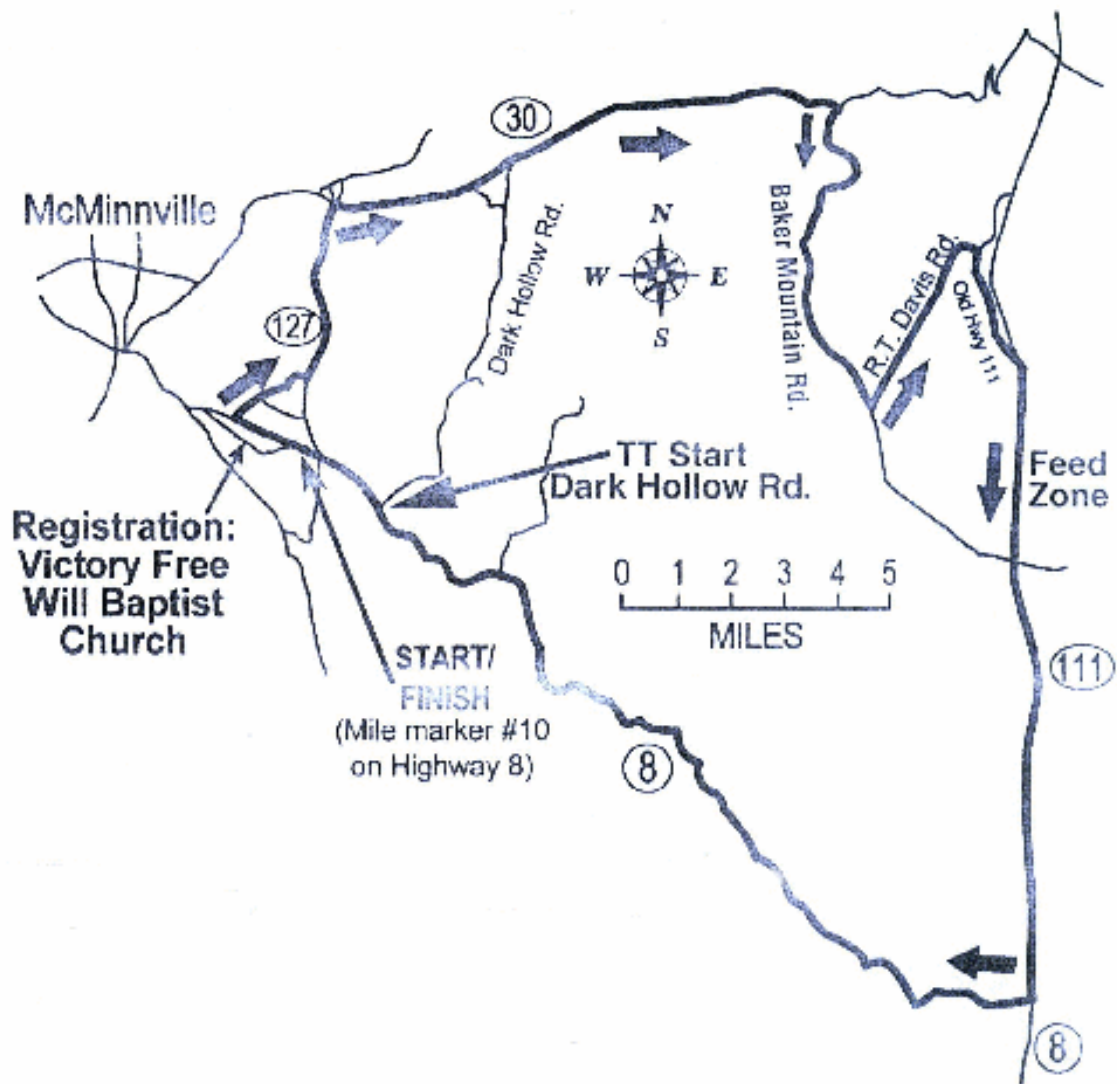 30
McMinnville
N
W E
S
Dark Hollow Rd.
Baker Mountain Rd.
R.T. Davis Rd.
Old Hwy 111
127
TT Start
Dark Hollow Rd.
Feed
Zone
Registration:
Victory Free
Will Baptist
Church
0 1 2 3 4 5
MILES
START/
FINISH
(Mile marker #10
on Highway 8)
111
8
8